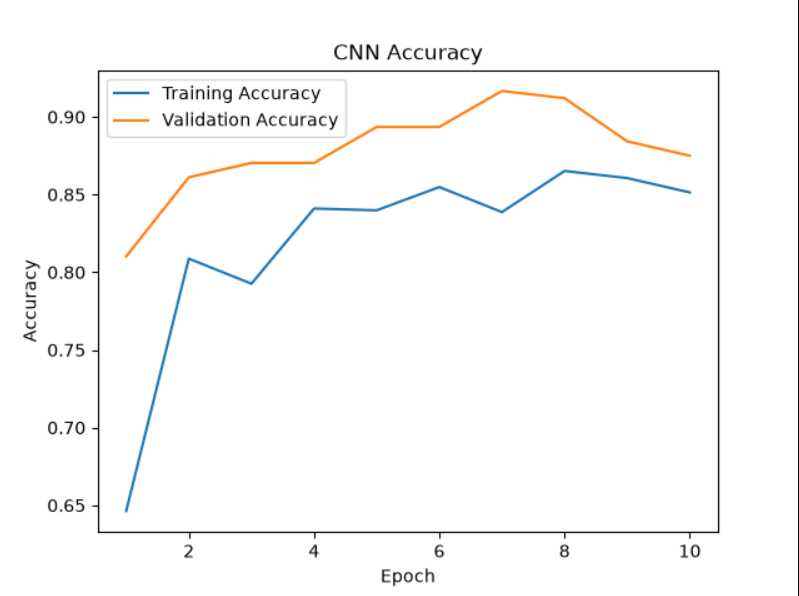 CNN Accuracy
Training Accuracy
Validation Accuracy
0.90
0.85
0.80
0.75
0.70
0.65
Accuracy
2 4 6 8 10
Epoch